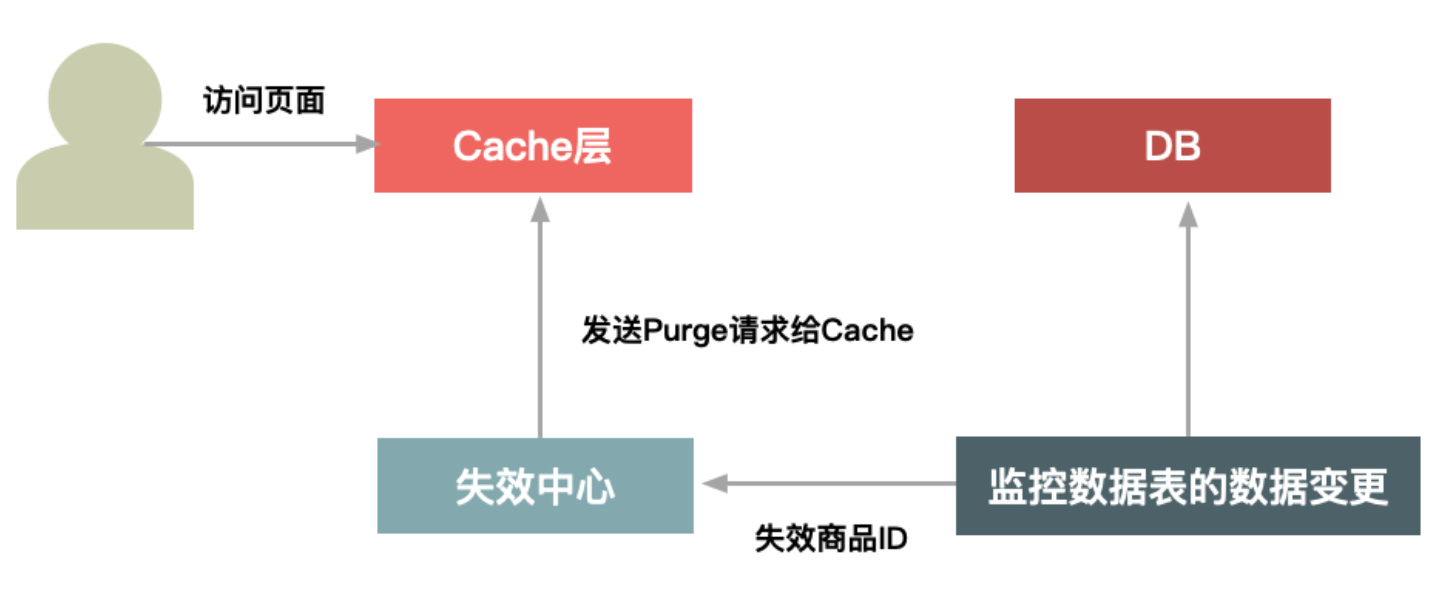 访问页面
Cache层
DB
发送Purge请求给Cache
失效中心
监控数据表的数据变更
失效商品ID